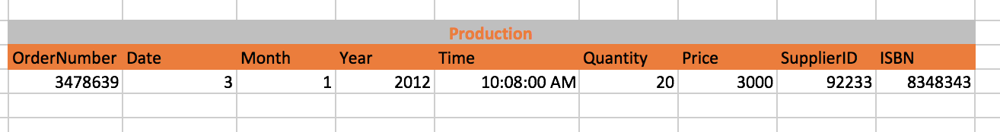 Production
OrderNumber Date Month Year Time Quantity Price SupplierID ISBN
3478639 3 1 2012 10:08:00 AM 20 3000 92233 8348343